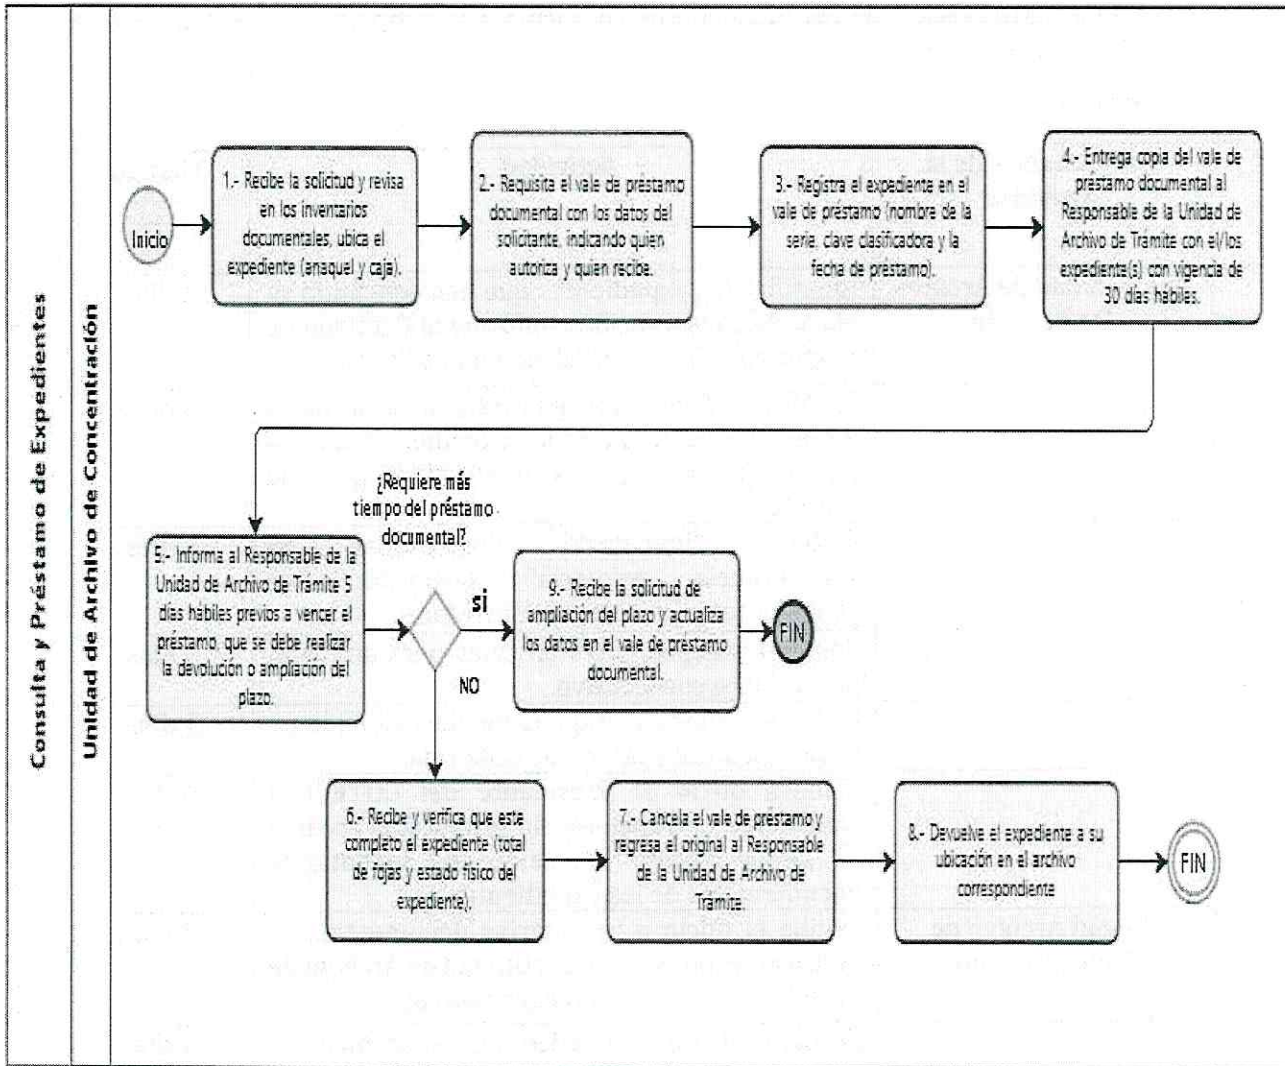 Consulta y Préstamo de Expedientes
Unidad de Archivo de Concentración
Inicio
1.- Recibe la solicitud y revisa
en los inventarios
documentales, ubica el
expediente (anaquel y caja).
2.- Requisita el vale de préstamo
documental con los datos del
solicitante, indicando quien
autoriza y quien recibe.
3.- Registra el expediente en el
vale de préstamo (nombre de la
serie, clave clasificadora y la
fecha de préstamo).
4.- Entrega copia del vale de
préstamo documental al
Responsable de la Unidad de
Archivo de Trámite con el/los
expediente(s) con vigencia de
30 días hábiles.
5.- Informa al Responsable de la
Unidad de Archivo de Trámite 5
días hábiles previos a vencer el
préstamo, que se debe realizar
la devolución o ampliación del
plazo.
¿Requiere más
tiempo del préstamo
documental?
si
NO
9.- Recibe la solicitud de
ampliación del plazo y actualiza
los datos en el vale de préstamo
documental.
FIN
6.- Recibe y verifica que este
completo el expediente (total
de fojas y estado físico del
expediente).
7.- Cancela el vale de préstamo y
regresa el original al Responsable
de la Unidad de Archivo de
Trámite.
8.- Devuelve el expediente a su
ubicación en el archivo
correspondiente
FIN